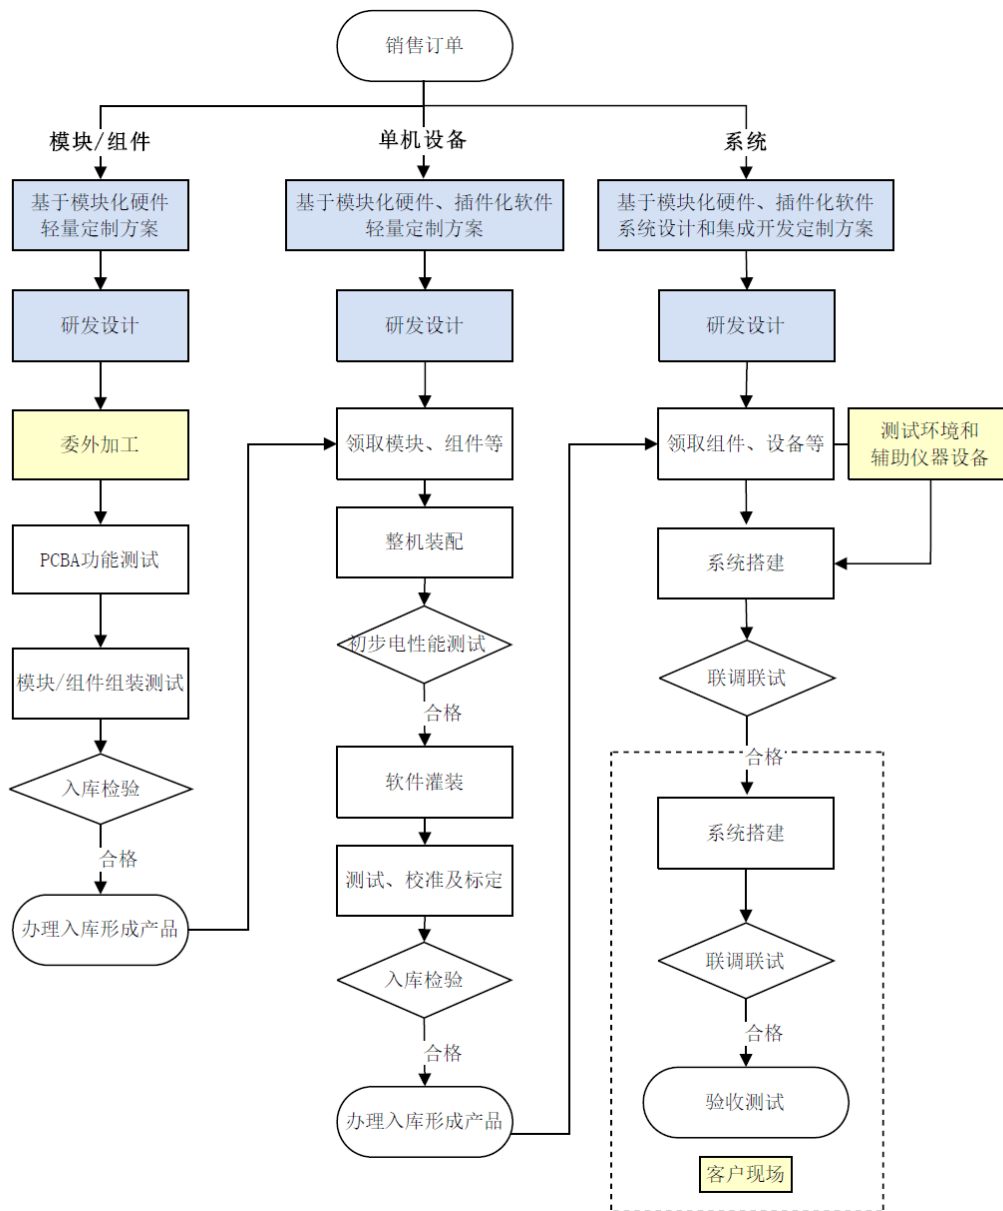 销售订单
模块/组件
单机设备
系统
基于模块化硬件
轻量定制方案
基于模块化硬件、插件化软件
轻量定制方案
基于模块化硬件、插件化软件
系统设计和集成开发定制方案
研发设计
研发设计
研发设计
委外加工
领取模块、组件等
领取组件、设备等
测试环境和
辅助仪器设备
PCBA功能测试
整机装配
系统搭建
模块/组件组装测试
初步电性能测试
联调联试
合格
合格
入库检验
软件灌装
系统搭建
合格
测试、校准及标定
办理入库形成产品
联调联试
入库检验
合格
合格
办理入库形成产品
验收测试
客户现场